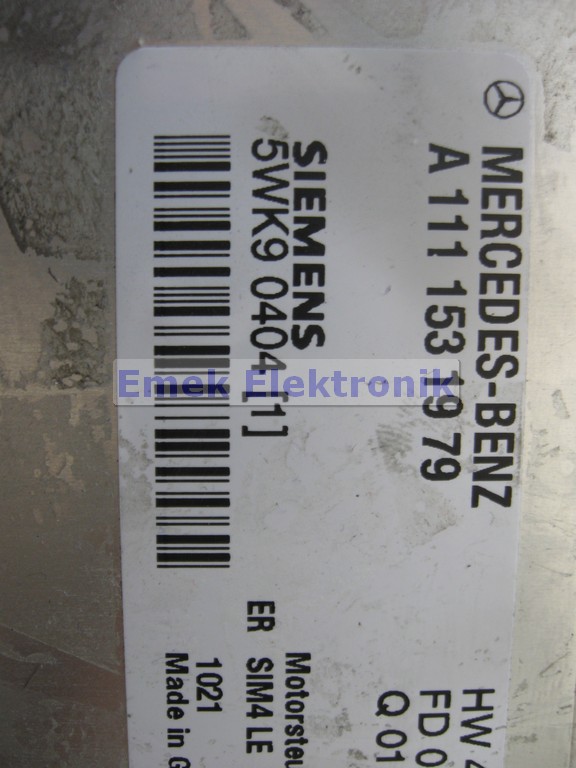 MERCEDES-BENZ
A 111 153 19 79
SIEMENS
5WK9 0404 [1]
HW 4
FD 0
Q 01
Motorsteu
ER SIM4 LE
1021
Made in G
Emek Elektronik